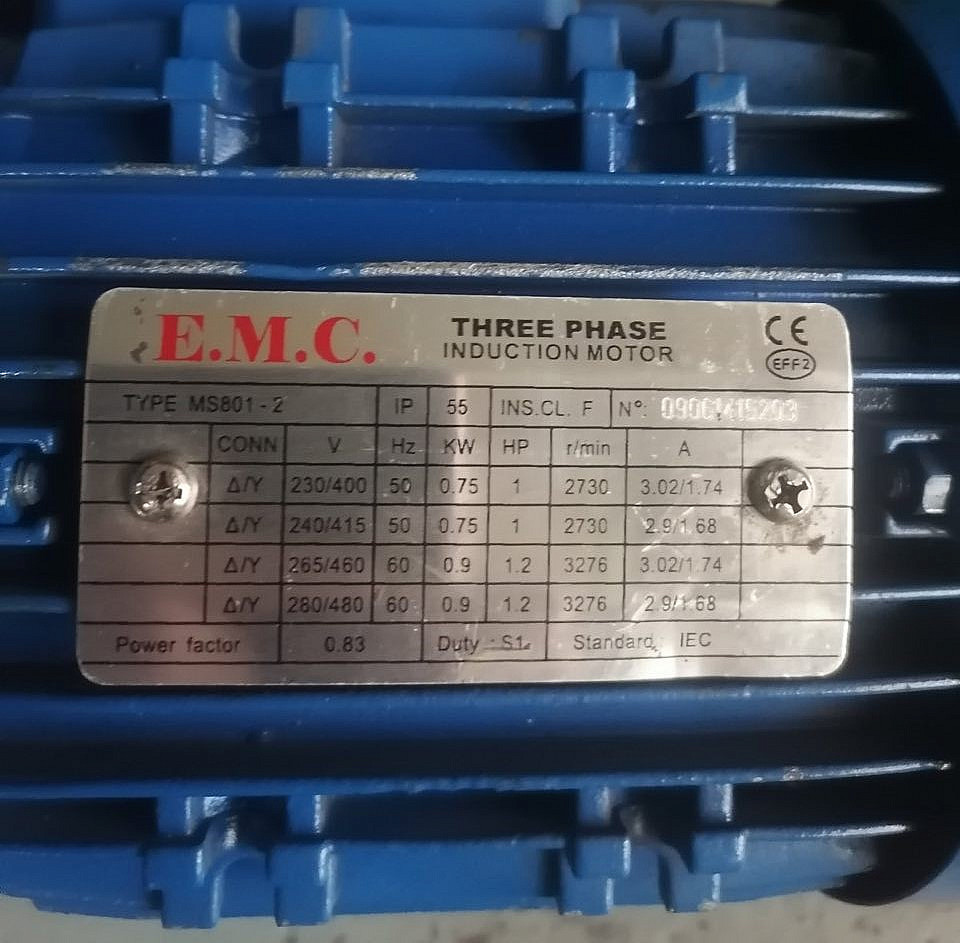 E.M.C.
THREE PHASE
INDUCTION MOTOR
CE
EFF2
TYPE MS801 - 2 IP 55 INS.CL. F Nº:
CONN V Hz KW HP r/min A
Δ/Y 230/400 50 0.75 1 2730 3.02/1.74
Δ/Y 240/415 50 0.75 1 2730 2.9/1.68
Δ/Y 265/460 60 0.9 1.2 3276 3.02/1.74
Δ/Y 280/480 60 0.9 1.2 3276 2.9/1.68
Power factor 0.83 Duty : S1 Standard: IEC